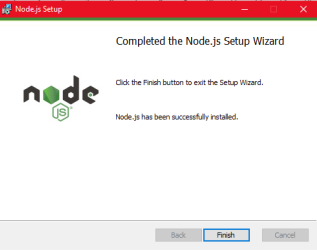 Node.js Setup
Completed the Node.js Setup Wizard
Click the Finish button to exit the Setup Wizard.
node
JS
Node.js has been successfully installed.
Back Finish Cancel